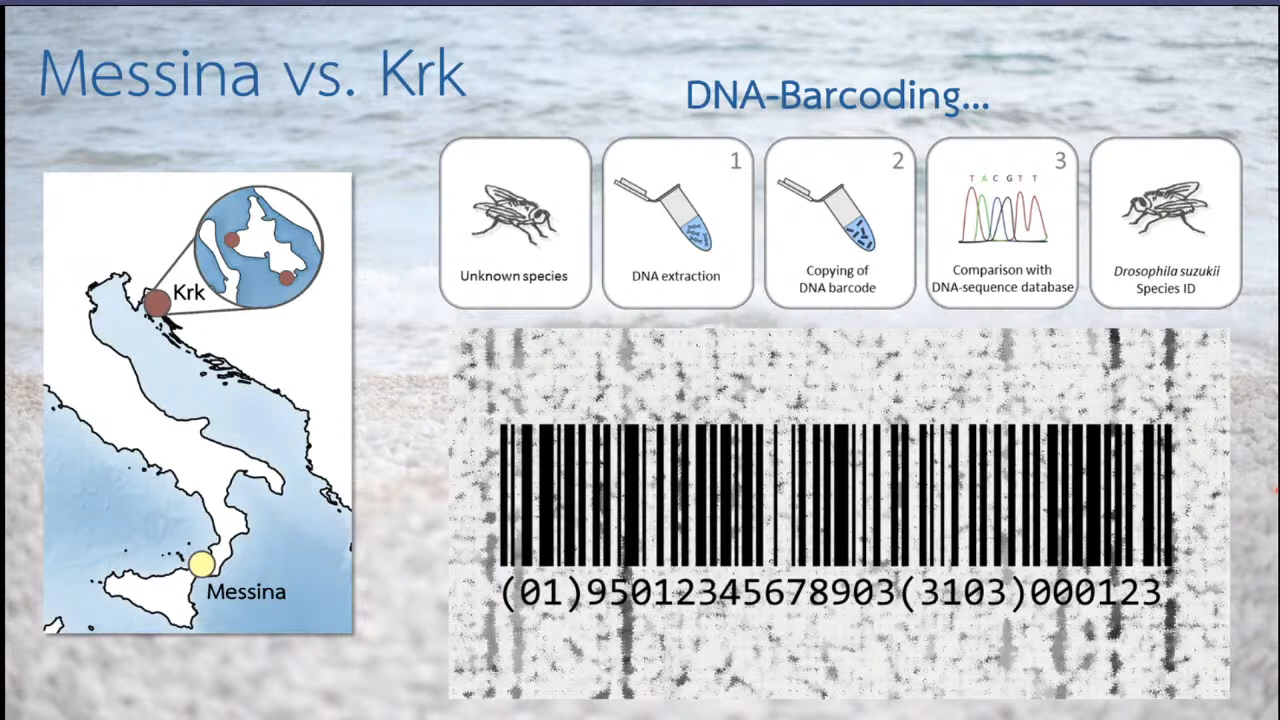 Messina vs. Krk
DNA-Barcoding...
Unknown species
1
DNA extraction
2
Copying of
DNA barcode
3
T A C G T T
Comparison with
DNA-sequence database
Drosophila suzukii
Species ID
Krk
Messina
(01)95012345678903(3103)000123